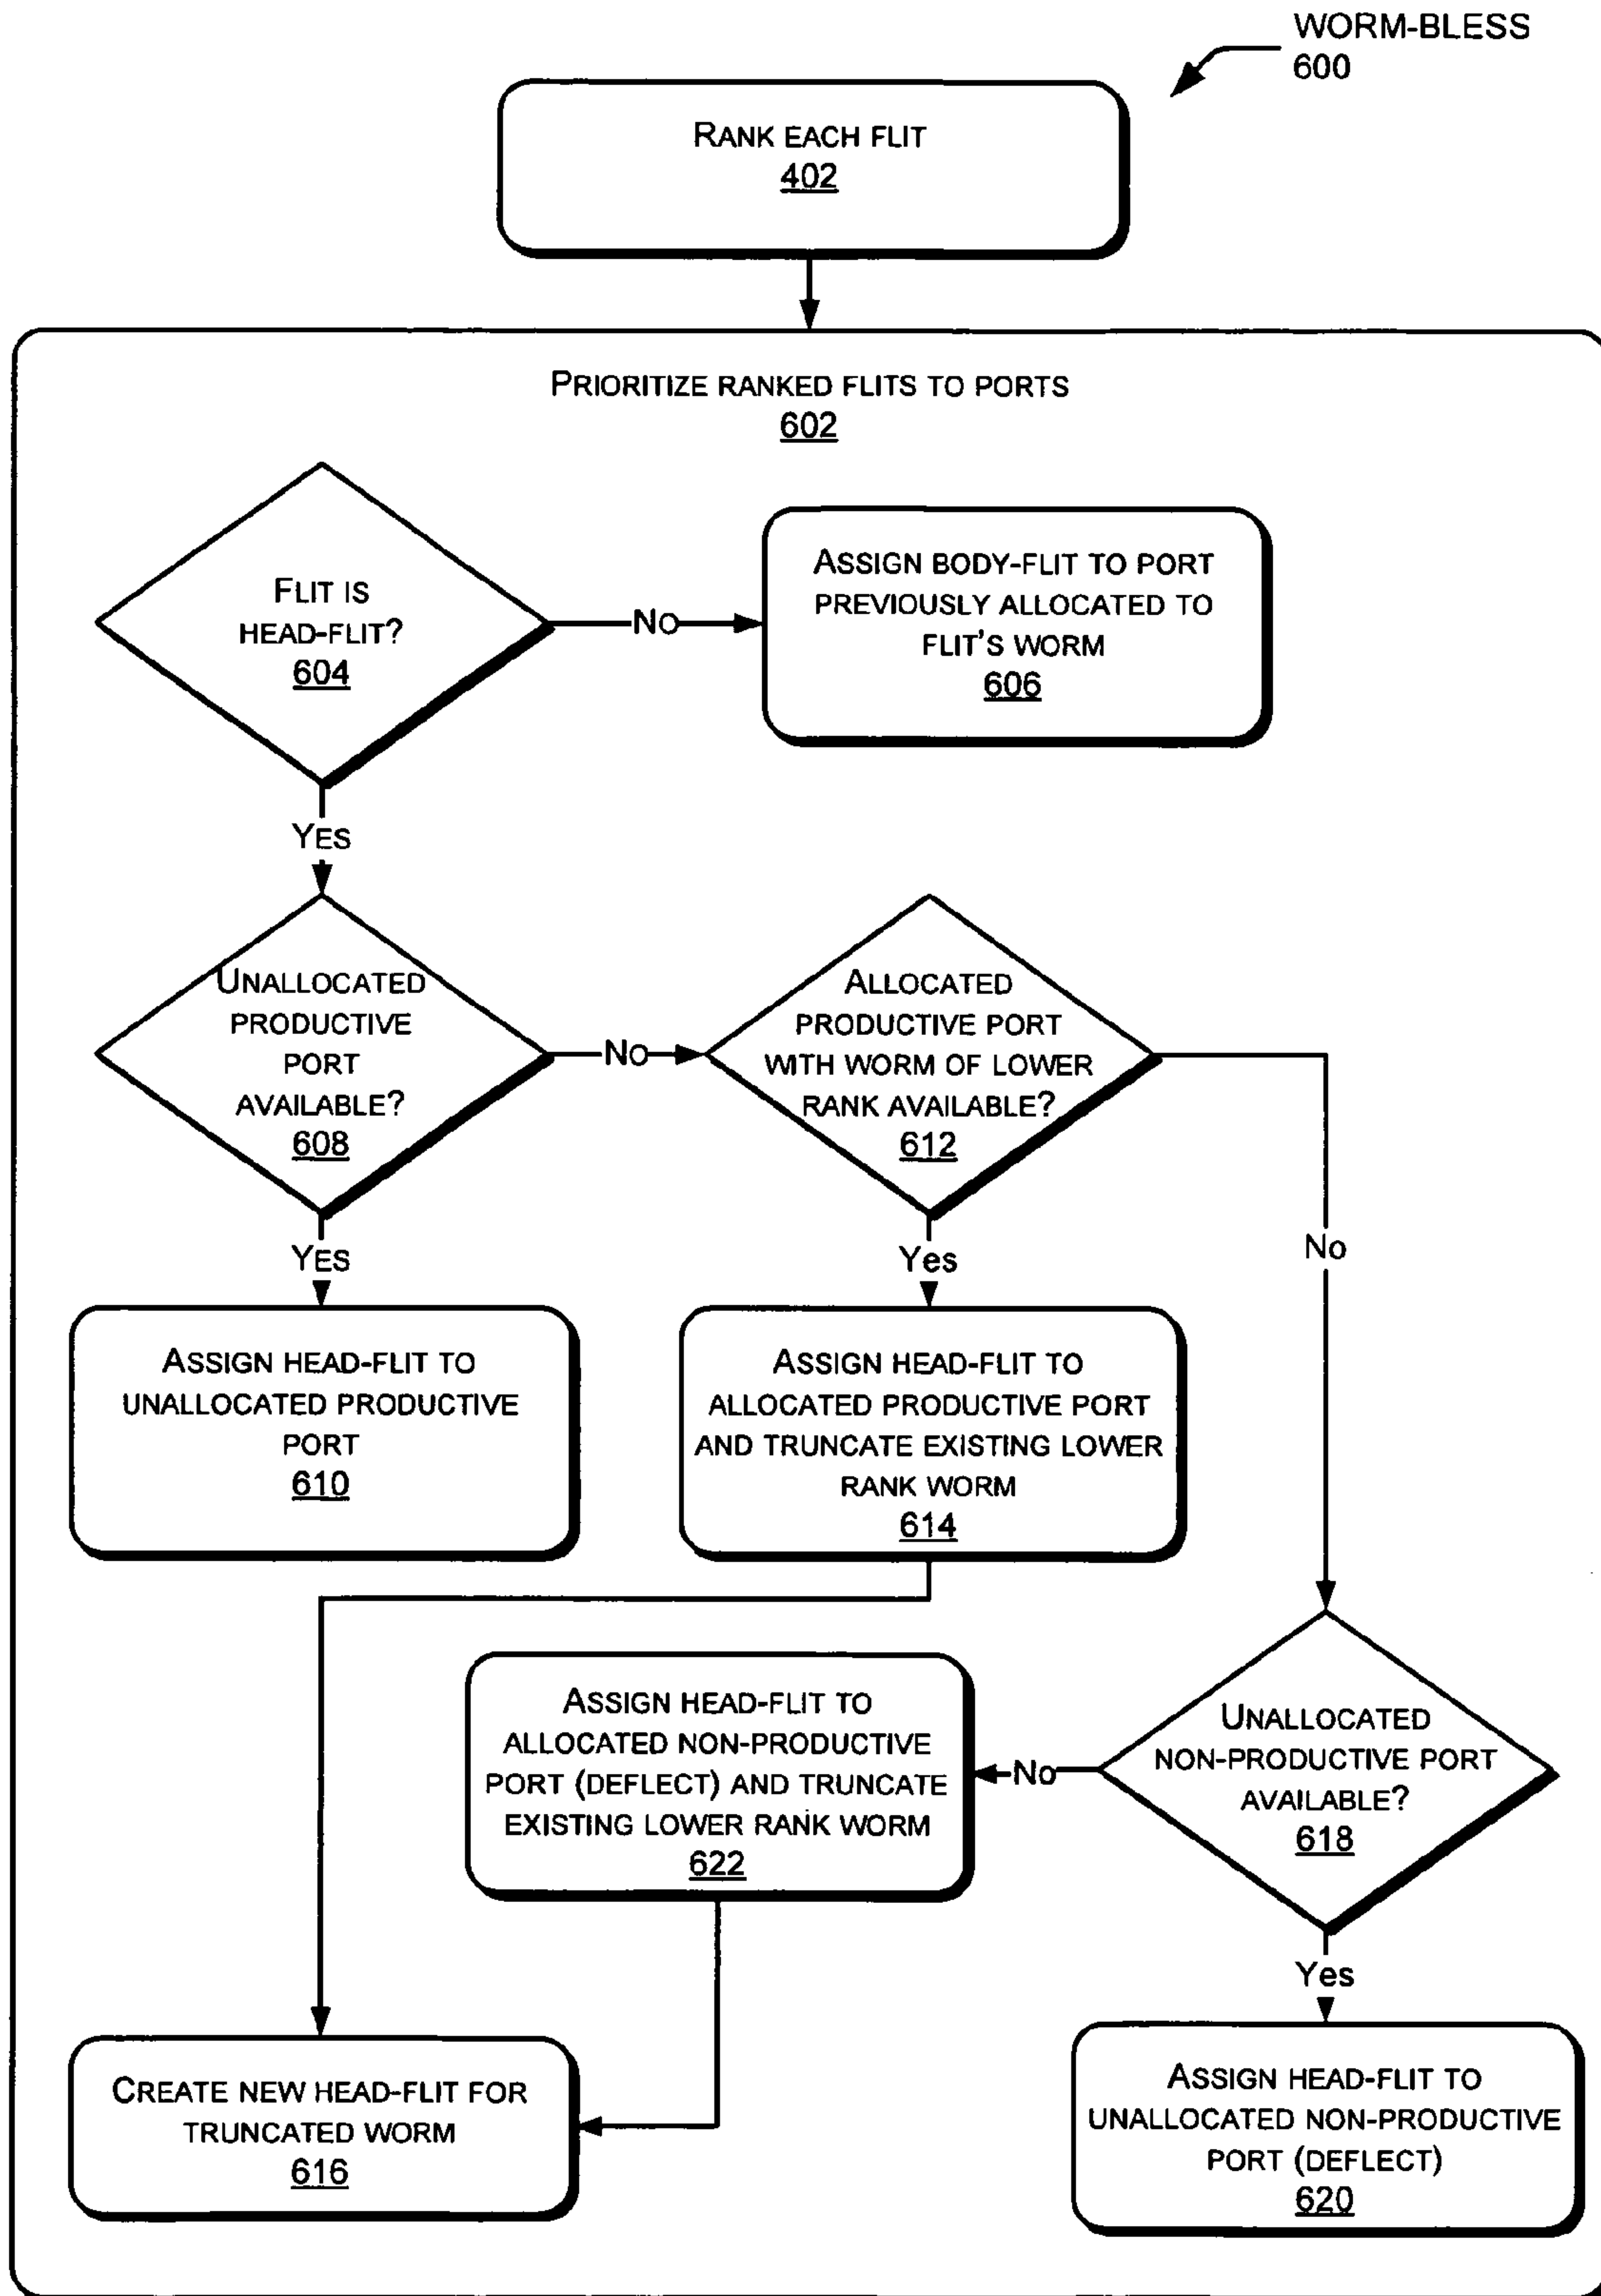 WORM-BLESS
600
RANK EACH FLIT
402
PRIORITIZE RANKED FLITS TO PORTS
602
FLIT IS
HEAD-FLIT?
604
NO
ASSIGN BODY-FLIT TO PORT
PREVIOUSLY ALLOCATED TO
FLIT'S WORM
606
YES
UNALLOCATED
PRODUCTIVE
PORT
AVAILABLE?
608
NO
ALLOCATED
PRODUCTIVE PORT
WITH WORM OF LOWER
RANK AVAILABLE?
612
YES
Yes
No
ASSIGN HEAD-FLIT TO
UNALLOCATED PRODUCTIVE
PORT
610
ASSIGN HEAD-FLIT TO
ALLOCATED PRODUCTIVE PORT
AND TRUNCATE EXISTING LOWER
RANK WORM
614
ASSIGN HEAD-FLIT TO
ALLOCATED NON-PRODUCTIVE
PORT (DEFLECT) AND TRUNCATE
EXISTING LOWER RANK WORM
622
No
UNALLOCATED
NON-PRODUCTIVE PORT
AVAILABLE?
618
Yes
CREATE NEW HEAD-FLIT FOR
TRUNCATED WORM
616
ASSIGN HEAD-FLIT TO
UNALLOCATED NON-PRODUCTIVE
PORT (DEFLECT)
620